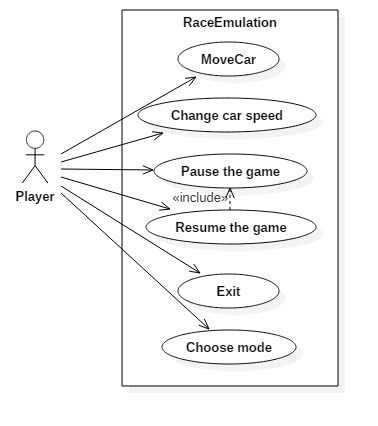 RaceEmulation
MoveCar
Change car speed
Pause the game
«include»
Resume the game
Player
Exit
Choose mode